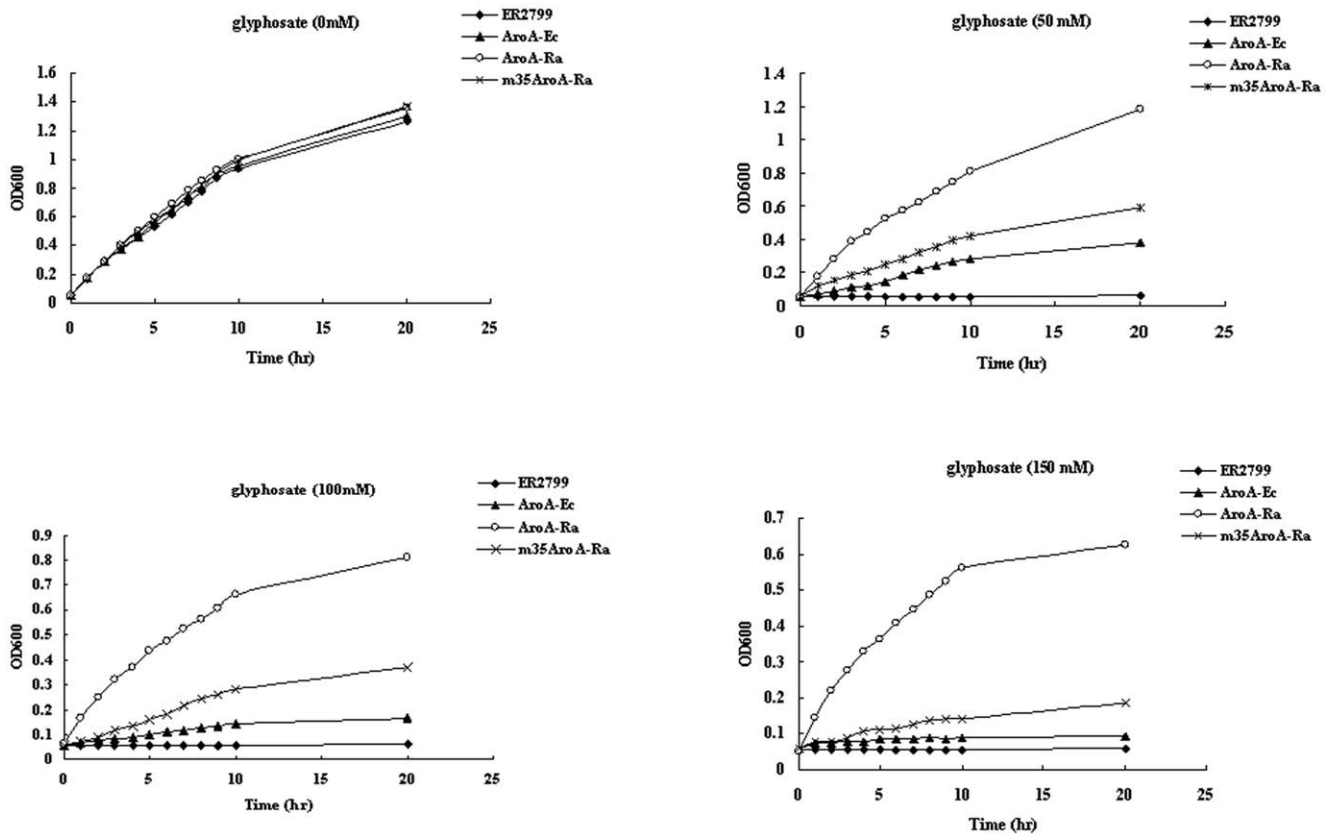 glyphosate (0mM)
ER2799
AroA-Ec
AroA-Ra
m35AroA-Ra
1.6
1.4
1.2
1
0.8
0.6
0.4
0.2
0
OD600
0 5 10 15 20 25
Time (hr)
glyphosate (50 mM)
ER2799
AroA-Ec
AroA-Ra
m35AroA-Ra
1.4
1.2
1
0.8
0.6
0.4
0.2
0
OD600
0 5 10 15 20 25
Time (hr)
glyphosate (100mM)
ER2799
AroA-Ec
AroA-Ra
m35AroA-Ra
0.9
0.8
0.7
0.6
0.5
0.4
0.3
0.2
0.1
0
OD600
0 5 10 15 20 25
Time (hr)
glyphosate (150 mM)
ER2799
AroA-Ec
AroA-Ra
m35AroA-Ra
0.7
0.6
0.5
0.4
0.3
0.2
0.1
0
OD600
0 5 10 15 20 25
Time (hr)